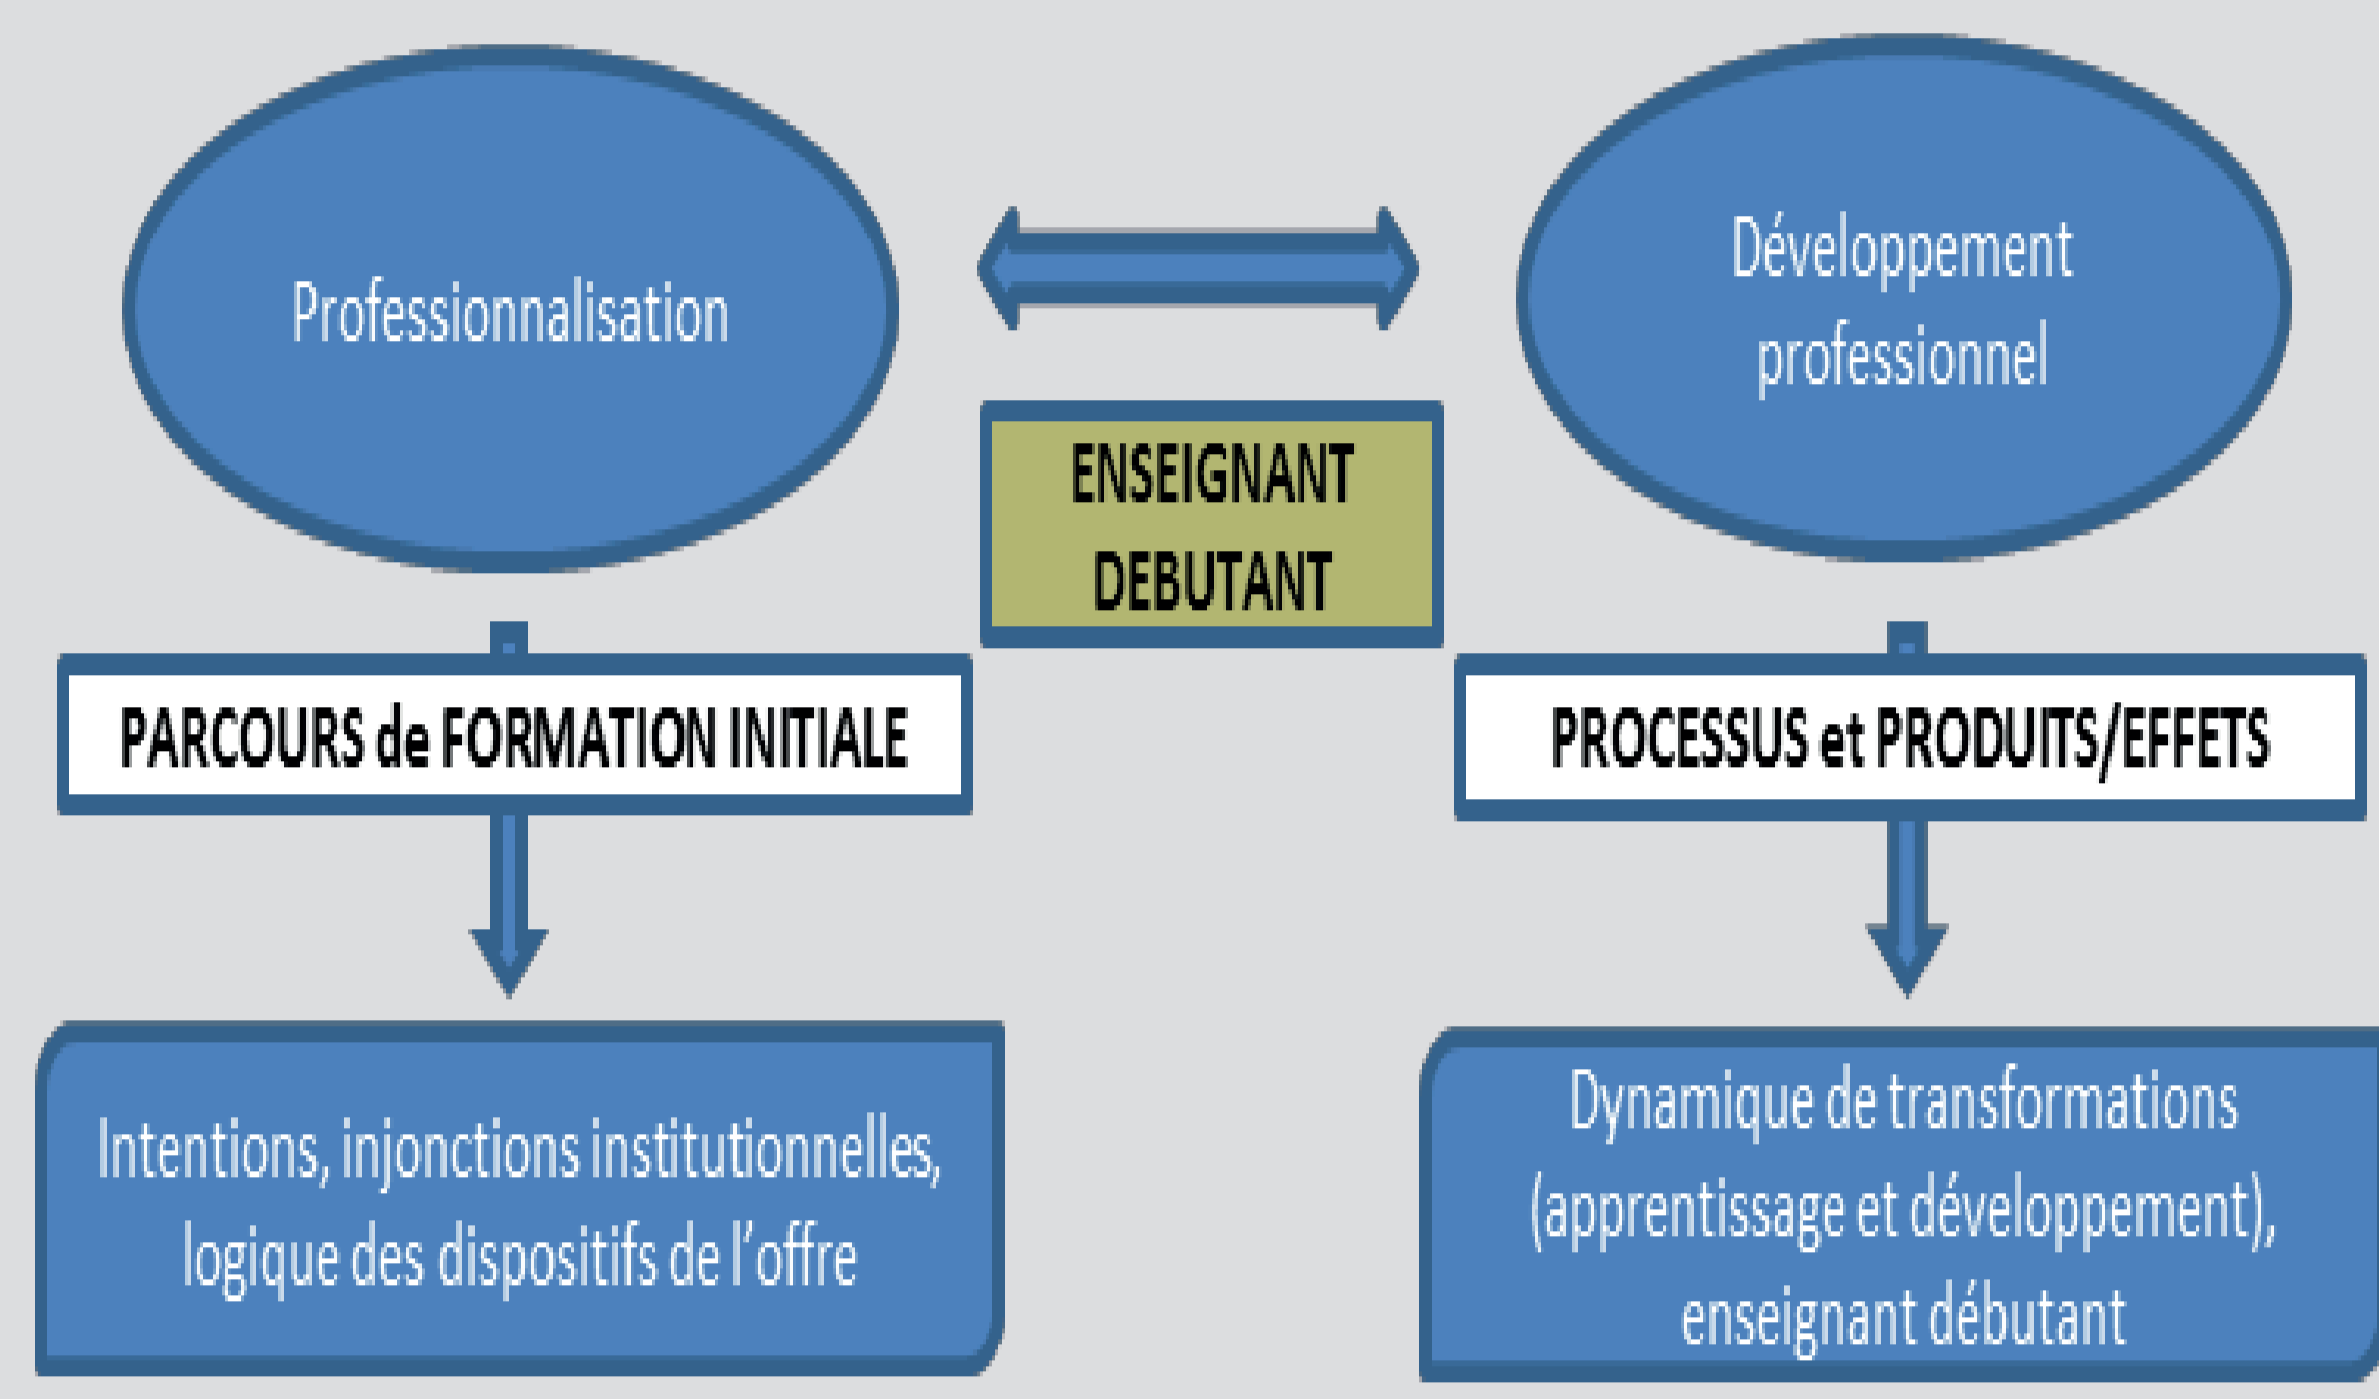 Professionnalisation
Développement
professionnel
ENSEIGNANT
DEBUTANT
PARCOURS de FORMATION INITIALE
PROCESSUS et PRODUITS/EFFETS
Intentions, injonctions institutionnelles,
logique des dispositifs de l'offre
Dynamique de transformations
(apprentissage et développement),
enseignant débutant